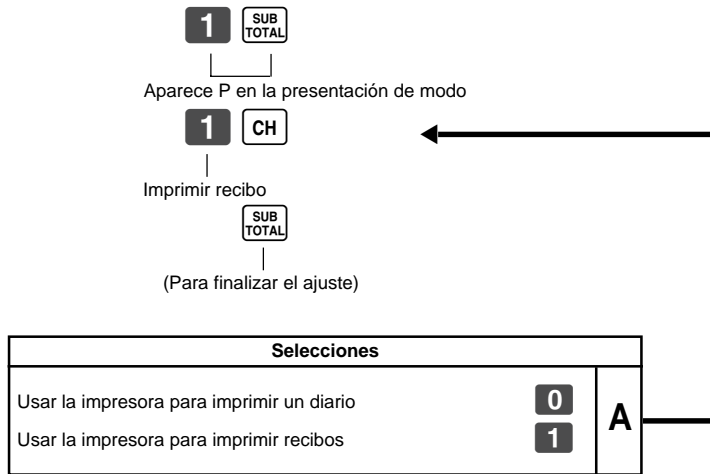 1 SUB TOTAL
Aparece P en la presentación de modo
1 CH
Imprimir recibo
SUB TOTAL
(Para finalizar el ajuste)
Selecciones
Usar la impresora para imprimir un diario 0
A
Usar la impresora para imprimir recibos 1